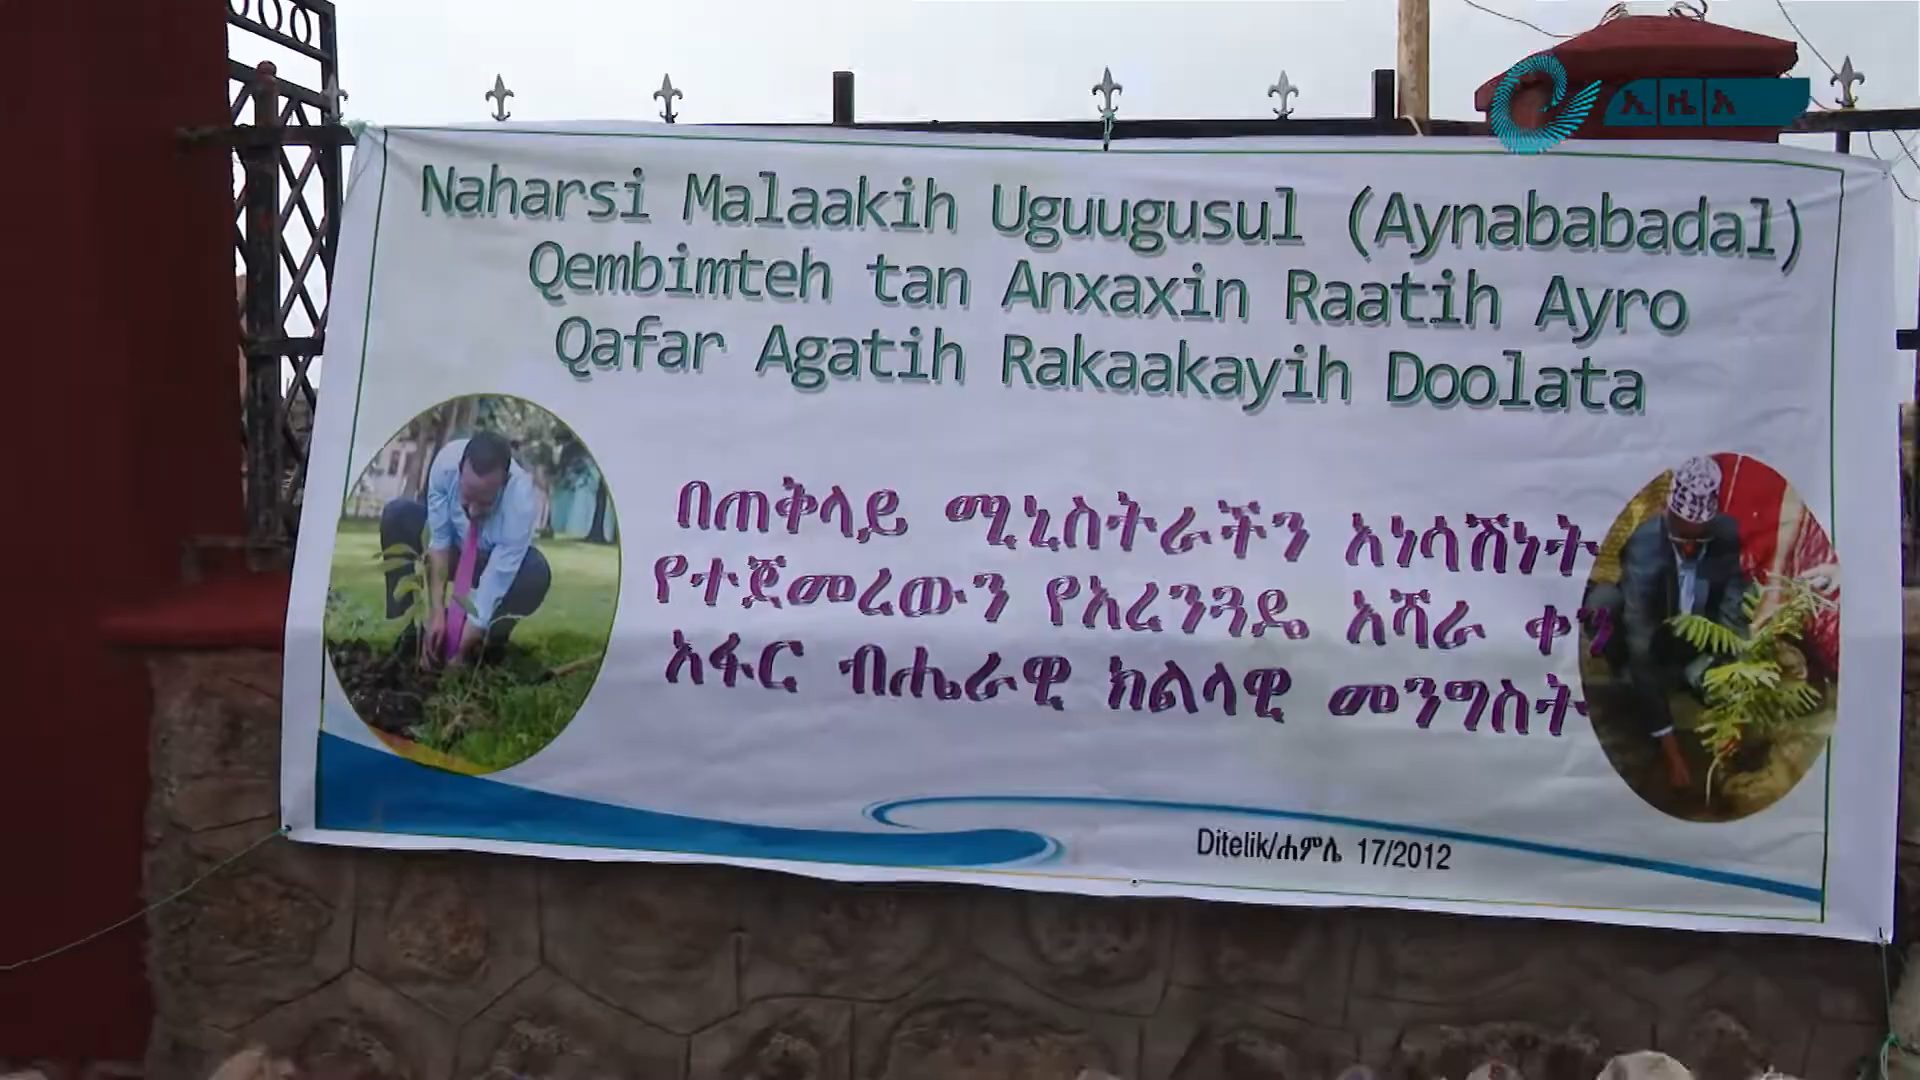 ኢዜአ
Naharsi Malaakih Uguugusul (Aynababadal)
Qembimteh tan Anxaxin Raatih Ayro
Qafar Agatih Rakaakayih Doolata
በጠቅላይ ሚኒስትራችን አነሳሽነት
የተጀመረውን የአረንጓዴ አሻራ ቀን
አፋር ብሔራዊ ክልላዊ መንግስት
Ditelik/ሐምሌ 17/2012